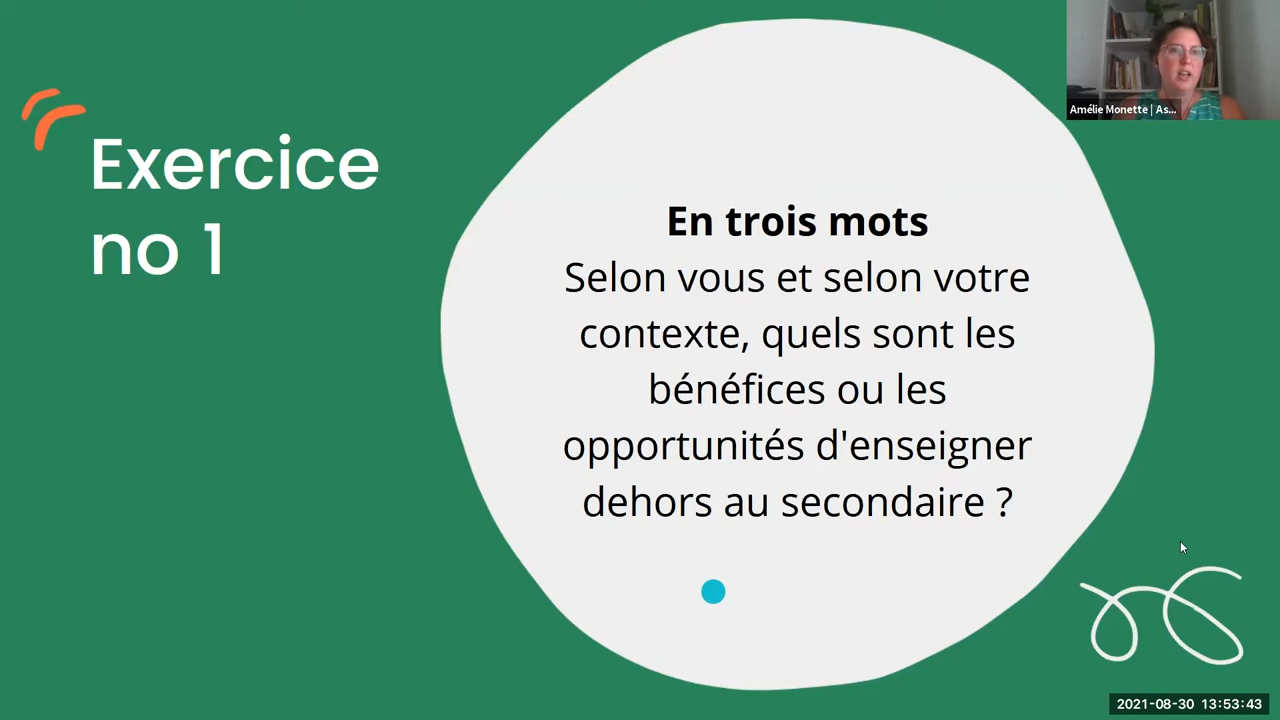 Exercice
no 1
En trois mots
Selon vous et selon votre
contexte, quels sont les
bénéfices ou les
opportunités d'enseigner
dehors au secondaire ?
Amélie Monette | As...
2021-08-30 13:53:43